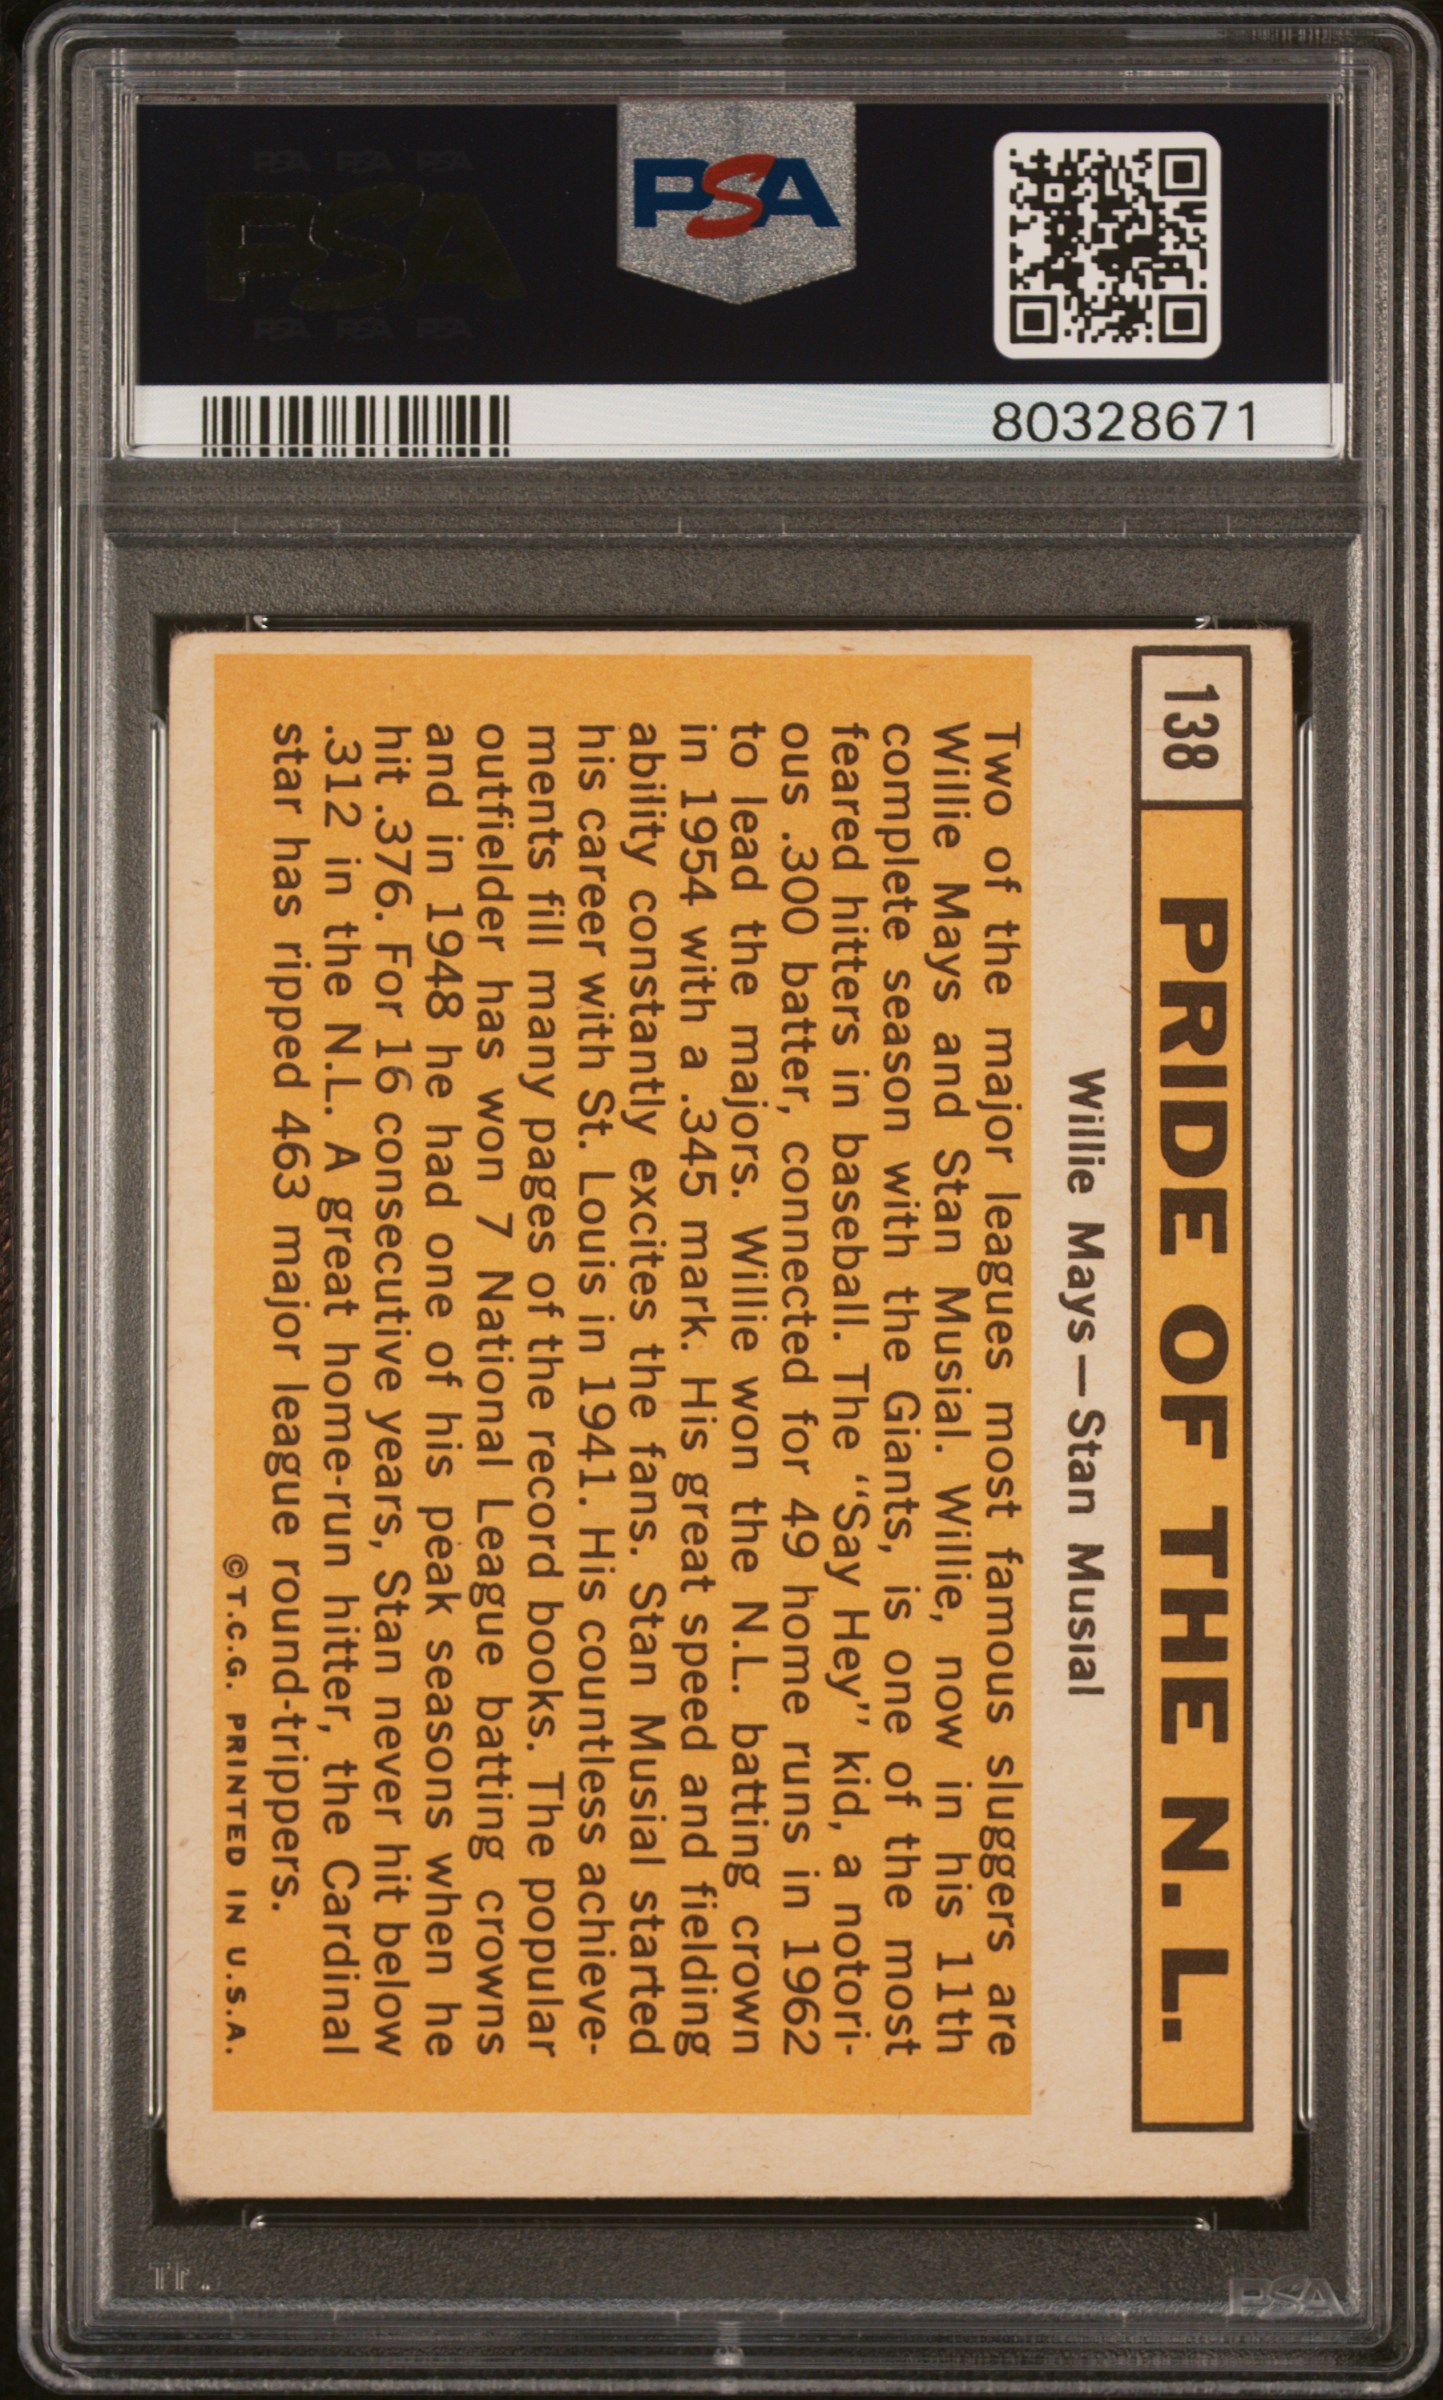 PSA PSA PSA
PSA
PSA PSA PSA
PSA
80328671
138
PRIDE OF THE N. L.
Willie Mays—Stan Musial
Two of the major leagues most famous sluggers are
Willie Mays and Stan Musial. Willie, now in his 11th
complete season with the Giants, is one of the most
feared hitters in baseball. The "Say Hey" kid, a notori-
ous .300 batter, connected for 49 home runs in 1962
to lead the majors. Willie won the N.L. batting crown
in 1954 with a .345 mark. His great speed and fielding
ability constantly excites the fans. Stan Musial started
his career with St. Louis in 1941. His countless achieve-
ments fill many pages of the record books. The popular
outfielder has won 7 National League batting crowns
and in 1948 he had one of his peak seasons when he
hit .376. For 16 consecutive years, Stan never hit below
.312 in the N.L. A great home-run hitter, the Cardinal
star has ripped 463 major league round-trippers.
©T.C.G. PRINTED IN U.S.A.
PSA